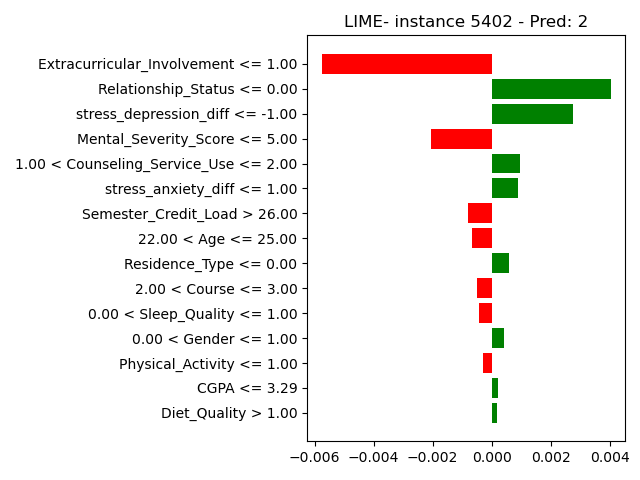 LIME- instance 5402 - Pred: 2
Extracurricular_Involvement <= 1.00
Relationship_Status <= 0.00
stress_depression_diff <= -1.00
Mental_Severity_Score <= 5.00
1.00 < Counseling_Service_Use <= 2.00
stress_anxiety_diff <= 1.00
Semester_Credit_Load > 26.00
22.00 < Age <= 25.00
Residence_Type <= 0.00
2.00 < Course <= 3.00
0.00 < Sleep_Quality <= 1.00
0.00 < Gender <= 1.00
Physical_Activity <= 1.00
CGPA <= 3.29
Diet_Quality > 1.00
−0.006 −0.004 −0.002 0.000 0.002 0.004